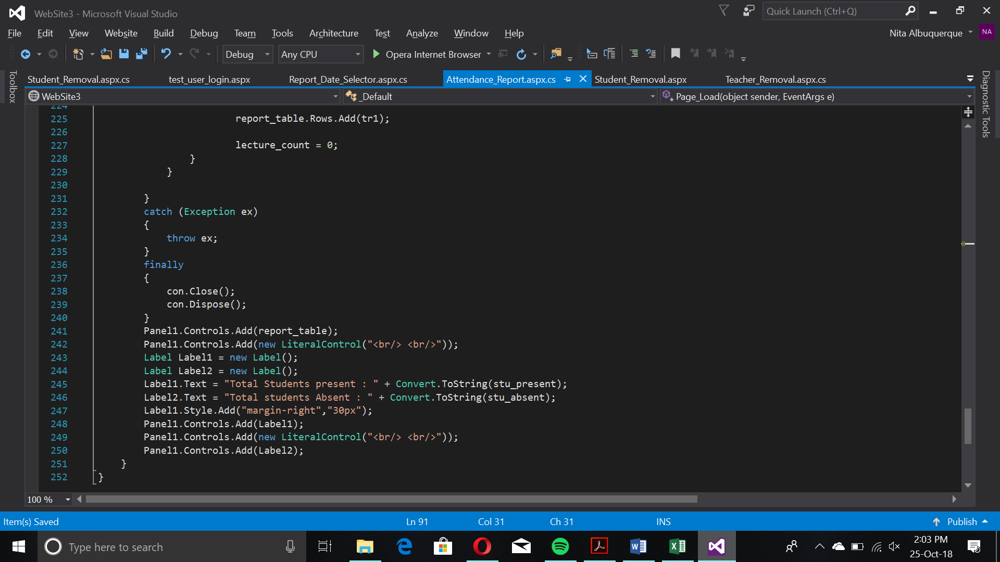 WebSite3 - Microsoft Visual Studio
Quick Launch (Ctrl+Q)
File Edit View Website Build Debug Team Tools Architecture Test Analyze Window Help
Nita Albuquerque NA
Debug Any CPU Opera Internet Browser
Toolbox
Student_Removal.aspx.cs test_user_login.aspx Report_Date_Selector.aspx.cs Attendance_Report.aspx.cs Student_Removal.aspx Teacher_Removal.aspx.cs
Diagnostic Tools
WebSite3 _Default Page_Load(object sender, EventArgs e)
224
225 report_table.Rows.Add(tr1);
226
227 lecture_count = 0;
228 }
229 }
230
231 }
232 catch (Exception ex)
233 {
234 throw ex;
235 }
236 finally
237 {
238 con.Close();
239 con.Dispose();
240 }
241 Panel1.Controls.Add(report_table);
242 Panel1.Controls.Add(new LiteralControl("<br/> <br/>"));
243 Label Label1 = new Label();
244 Label Label2 = new Label();
245 Label1.Text = "Total Students present : " + Convert.ToString(stu_present);
246 Label2.Text = "Total students Absent : " + Convert.ToString(stu_absent);
247 Label1.Style.Add("margin-right","30px");
248 Panel1.Controls.Add(Label1);
249 Panel1.Controls.Add(new LiteralControl("<br/> <br/>"));
250 Panel1.Controls.Add(Label2);
251 }
252 }
100 %
Item(s) Saved Ln 91 Col 31 Ch 31 INS Publish
Type here to search
2:03 PM
25-Oct-18